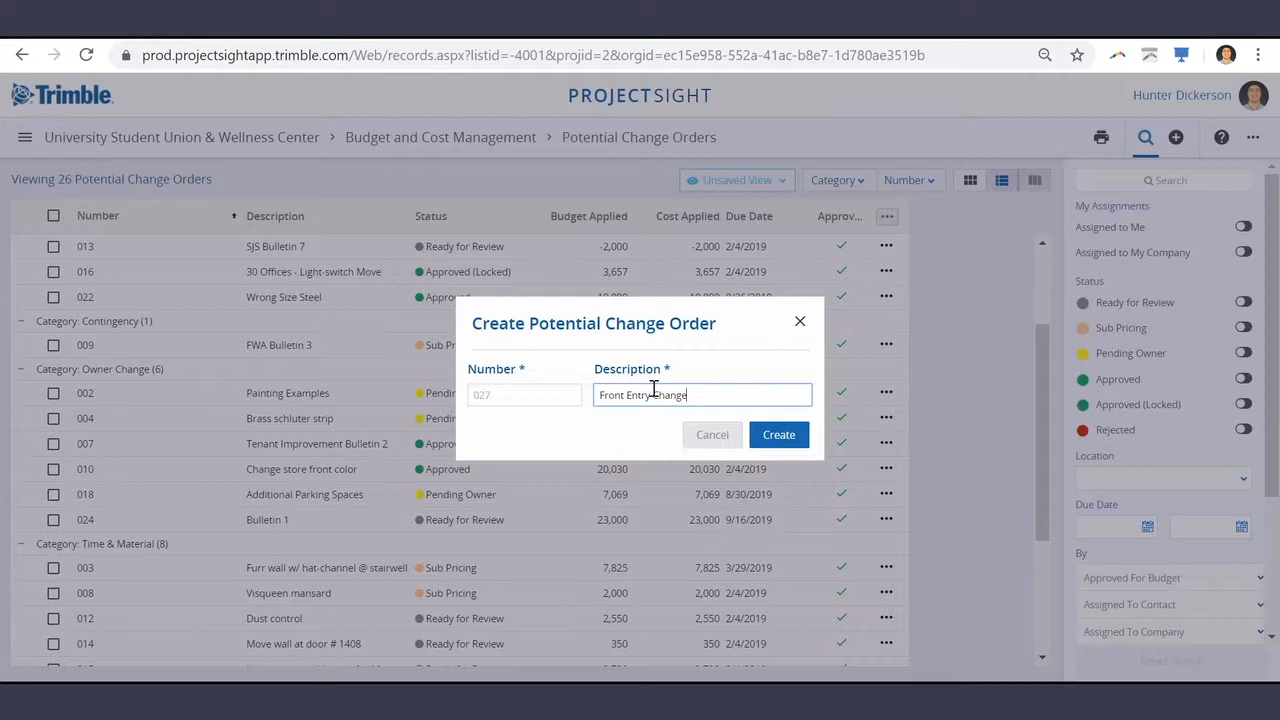 prod.projectsightapp.trimble.com/Web/records.aspx?listid=-4001&projid=2&orgid=ec15e958-552a-41ac-b8e7-1d780ae3519b
Trimble.
PROJECTSIGHT
Hunter Dickerson
University Student Union & Wellness Center > Budget and Cost Management > Potential Change Orders
Viewing 26 Potential Change Orders
Unsaved View
Category
Number
Search
Number
Description
Status
Budget Applied
Cost Applied
Due Date
Approv...
013 SJS Bulletin 7 Ready for Review -2,000 -2,000 2/4/2019
016 30 Offices - Light-switch Move Approved (Locked) 3,657 3,657 2/4/2019
022 Wrong Size Steel
Category: Contingency (1)
009 FWA Bulletin 3 Sub P
Category: Owner Change (6)
002 Painting Examples
004 Brass schluter strip
007 Tenant Improvement Bulletin 2
010 Change store front color Approved 20,030 20,030 2/4/2019
018 Additional Parking Spaces Pending Owner 7,069 7,069 8/30/2019
024 Bulletin 1 Ready for Review 23,000 23,000 9/16/2019
Category: Time & Material (8)
003 Furr wall w/ hat-channel @ stairwell Sub Pricing 7,825 7,825 3/29/2019
008 Visqueen mansard Sub Pricing 2,000 2,000 2/4/2019
012 Dust control Ready for Review 2,550 2,550 2/4/2019
014 Move wall at door # 1408 Ready for Review 350 350 2/4/2019
Create Potential Change Order
Number * Description *
027 Front Entry Change
Cancel Create
My Assignments
Assigned to Me
Assigned to My Company
Status
Ready for Review
Sub Pricing
Pending Owner
Approved
Approved (Locked)
Rejected
Location
Due Date
By
Approved For Budget
Assigned To Contact
Assigned To Company